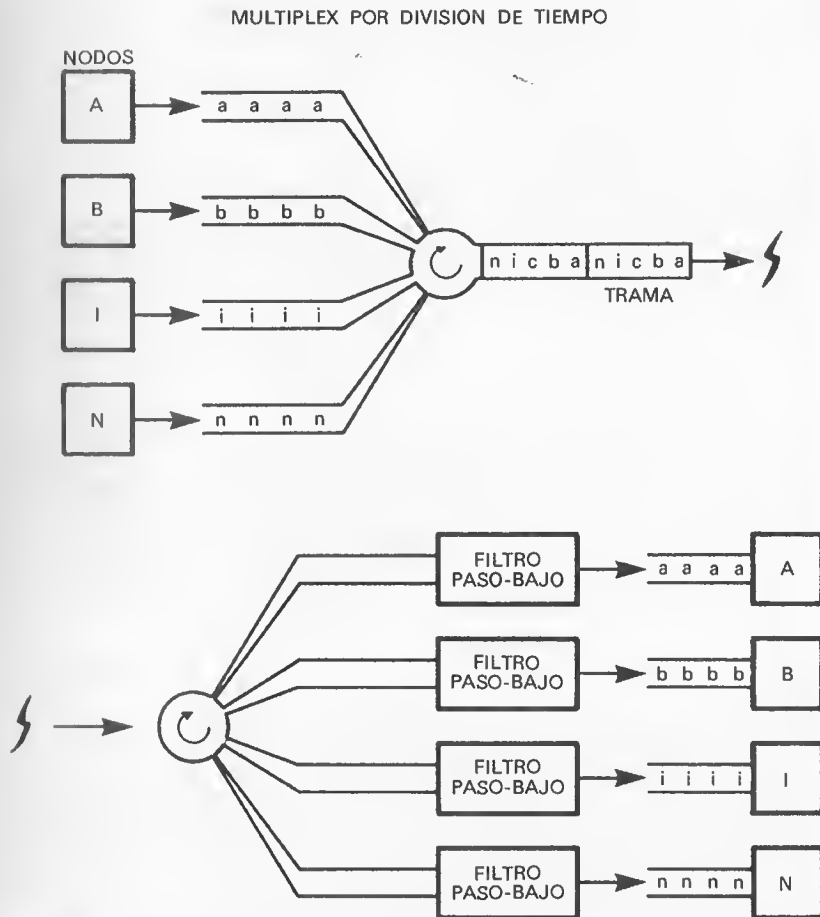 MULTIPLEX POR DIVISION DE TIEMPO
NODOS
A
a a a a
B
b b b b
n i c b a n i c b a
TRAMA
I
i i i i
N
n n n n
FILTRO
PASO-BAJO
a a a a
A
FILTRO
PASO-BAJO
b b b b
B
FILTRO
PASO-BAJO
i i i i
I
FILTRO
PASO-BAJO
n n n n
N